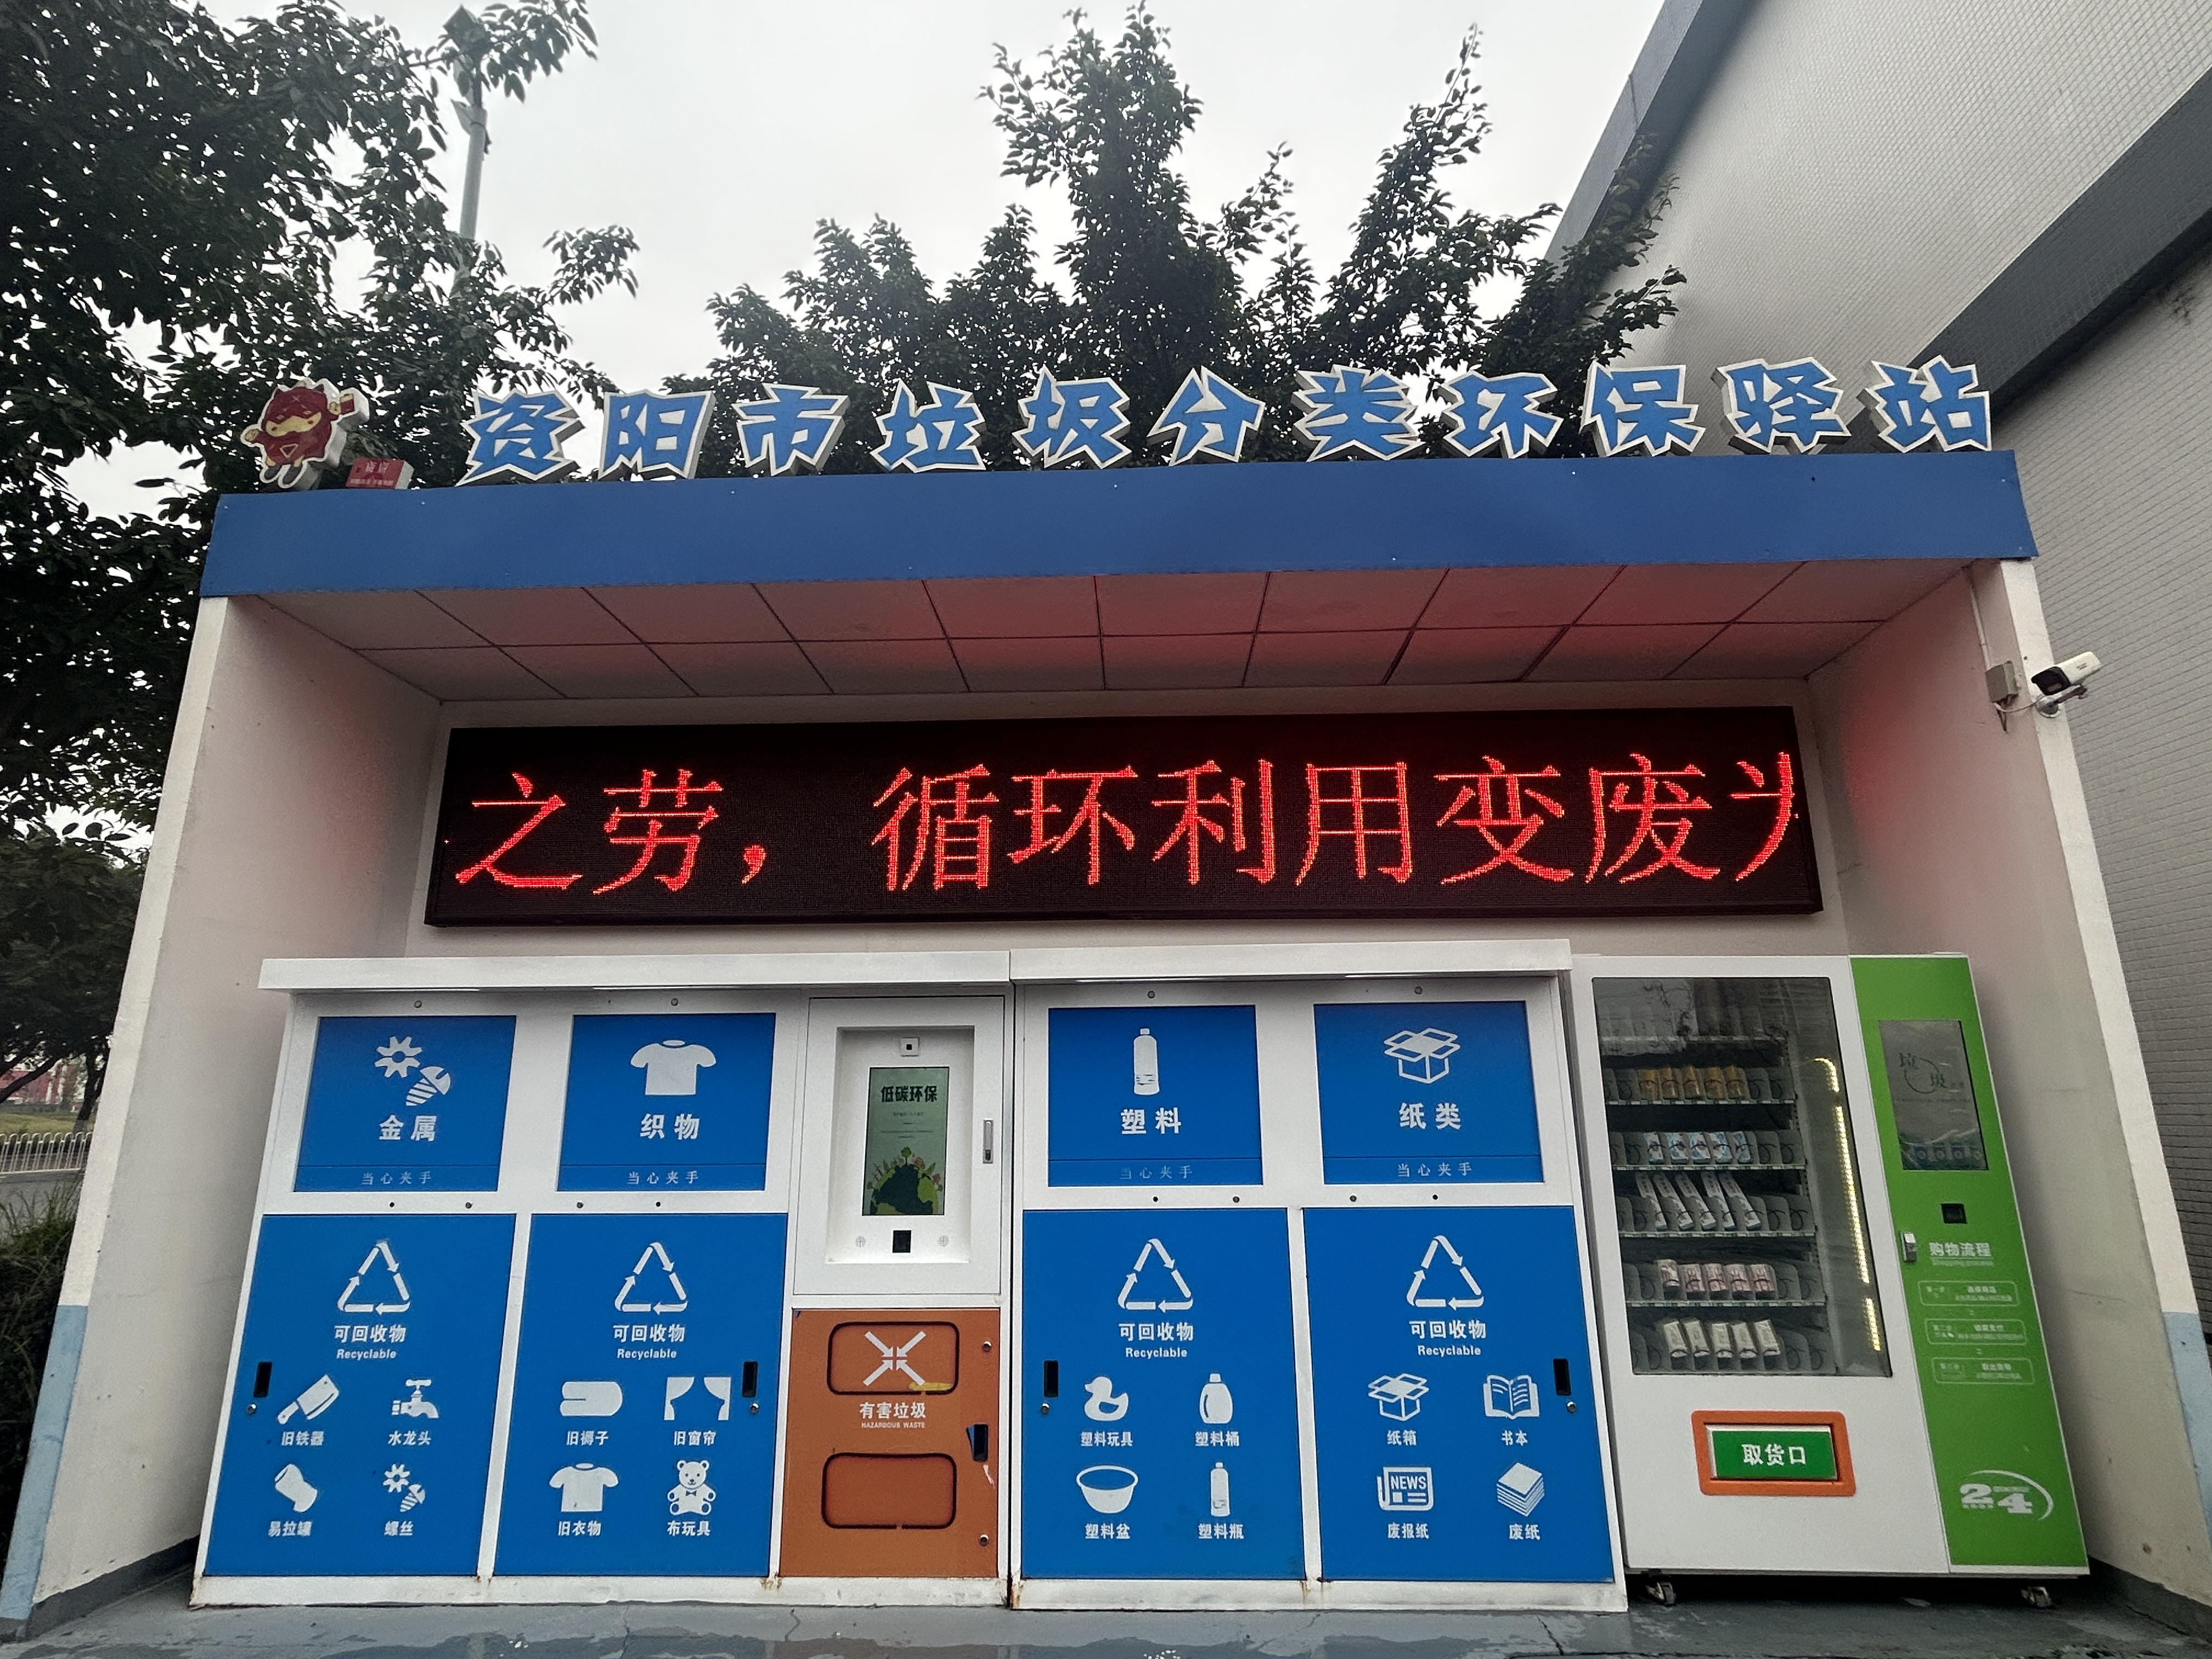 资阳市垃圾分类环保驿站
之劳，循环利用变废
金属
当心夹手
织物
当心夹手
低碳环保
塑料
当心夹手
纸类
当心夹手
垃圾
可回收物
Recyclable
旧铁器
水龙头
易拉罐
螺丝
可回收物
Recyclable
旧褥子
旧窗帘
旧衣物
布玩具
有害垃圾
HAZARDOUS WASTE
可回收物
Recyclable
塑料玩具
塑料桶
塑料盆
塑料瓶
可回收物
Recyclable
纸箱
书本
NEWS
废报纸
废纸
购物流程
Shopping process
取货口
24